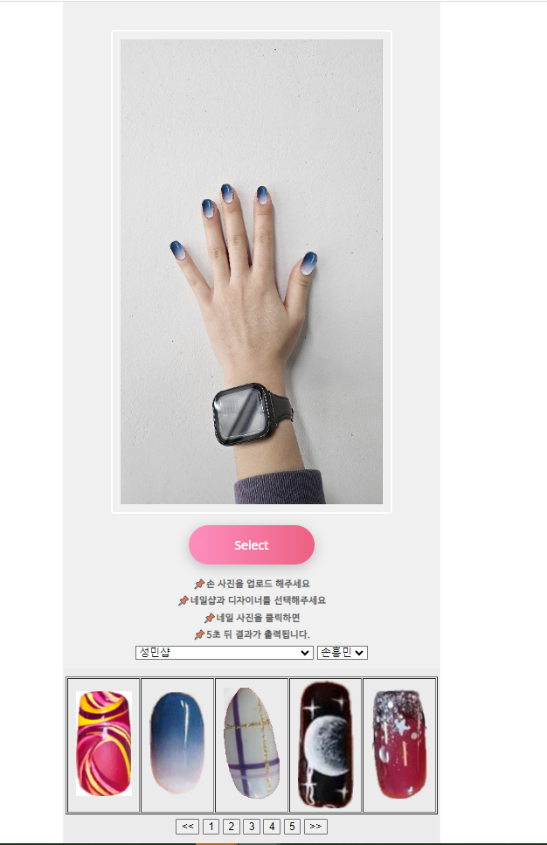 Select
📌손 사진을 업로드 해주세요
📌네일샵과 디자이너를 선택해주세요
📌네일 사진을 클릭하면
📌5초 뒤 결과가 출력됩니다.
성민샵 손흥민
<< 1 2 3 4 5 >>